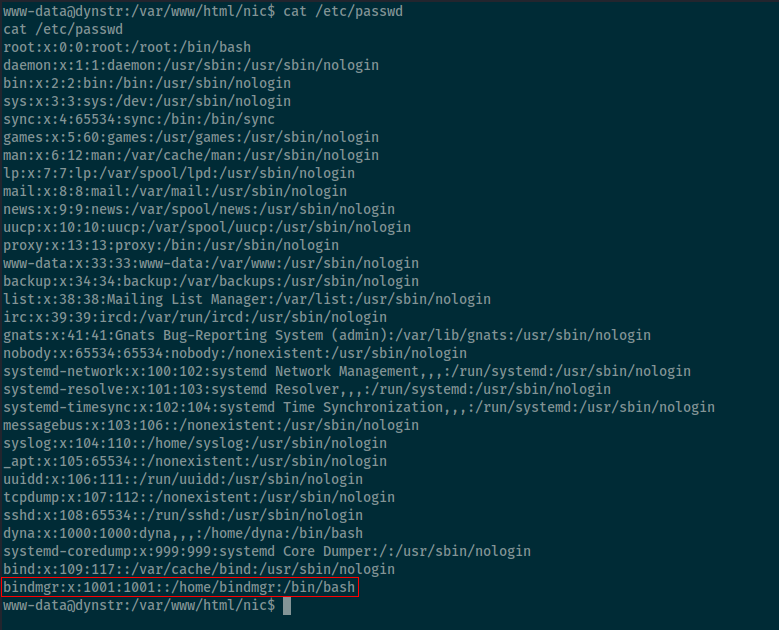 www-data@dynstr:/var/www/html/nic$ cat /etc/passwd
cat /etc/passwd
root:x:0:0:root:/root:/bin/bash
daemon:x:1:1:daemon:/usr/sbin:/usr/sbin/nologin
bin:x:2:2:bin:/bin:/usr/sbin/nologin
sys:x:3:3:sys:/dev:/usr/sbin/nologin
sync:x:4:65534:sync:/bin:/bin/sync
games:x:5:60:games:/usr/games:/usr/sbin/nologin
man:x:6:12:man:/var/cache/man:/usr/sbin/nologin
lp:x:7:7:lp:/var/spool/lpd:/usr/sbin/nologin
mail:x:8:8:mail:/var/mail:/usr/sbin/nologin
news:x:9:9:news:/var/spool/news:/usr/sbin/nologin
uucp:x:10:10:uucp:/var/spool/uucp:/usr/sbin/nologin
proxy:x:13:13:proxy:/bin:/usr/sbin/nologin
www-data:x:33:33:www-data:/var/www:/usr/sbin/nologin
backup:x:34:34:backup:/var/backups:/usr/sbin/nologin
list:x:38:38:Mailing List Manager:/var/list:/usr/sbin/nologin
irc:x:39:39:ircd:/var/run/ircd:/usr/sbin/nologin
gnats:x:41:41:Gnats Bug-Reporting System (admin):/var/lib/gnats:/usr/sbin/nologin
nobody:x:65534:65534:nobody:/nonexistent:/usr/sbin/nologin
systemd-network:x:100:102:systemd Network Management,,,:/run/systemd:/usr/sbin/nologin
systemd-resolve:x:101:103:systemd Resolver,,,:/run/systemd:/usr/sbin/nologin
systemd-timesync:x:102:104:systemd Time Synchronization,,,:/run/systemd:/usr/sbin/nologin
messagebus:x:103:106::/nonexistent:/usr/sbin/nologin
syslog:x:104:110::/home/syslog:/usr/sbin/nologin
_apt:x:105:65534::/nonexistent:/usr/sbin/nologin
uuidd:x:106:111::/run/uuidd:/usr/sbin/nologin
tcpdump:x:107:112::/nonexistent:/usr/sbin/nologin
sshd:x:108:65534::/run/sshd:/usr/sbin/nologin
dyna:x:1000:1000:dyna,,,:/home/dyna:/bin/bash
systemd-coredump:x:999:999:systemd Core Dumper:/:/usr/sbin/nologin
bind:x:109:117::/var/cache/bind:/usr/sbin/nologin
bindmgr:x:1001:1001::/home/bindmgr:/bin/bash
www-data@dynstr:/var/www/html/nic$